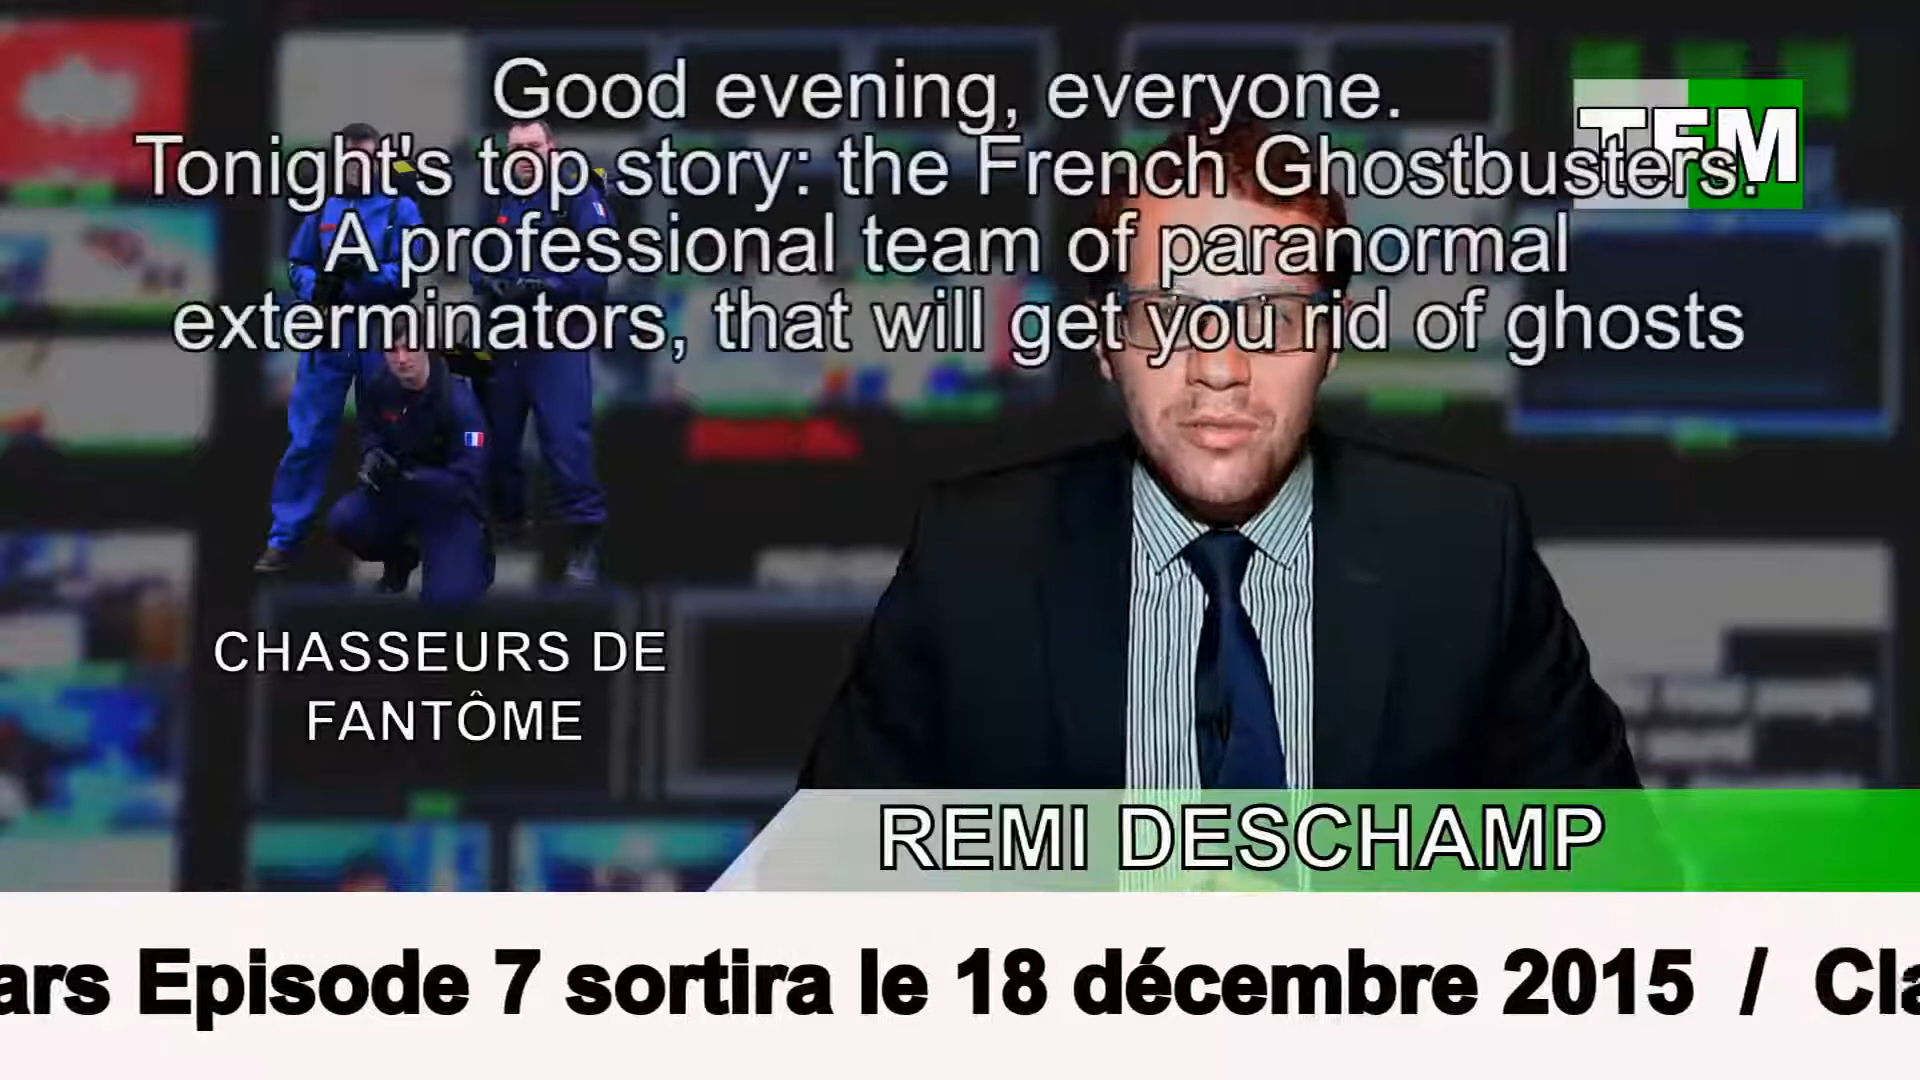 Good evening, everyone.
Tonight's top story: the French Ghostbusters.
A professional team of paranormal
exterminators, that will get you rid of ghosts
TFM
CHASSEURS DE
FANTÔME
REMI DESCHAMP
ars Episode 7 sortira le 18 décembre 2015 / Cla